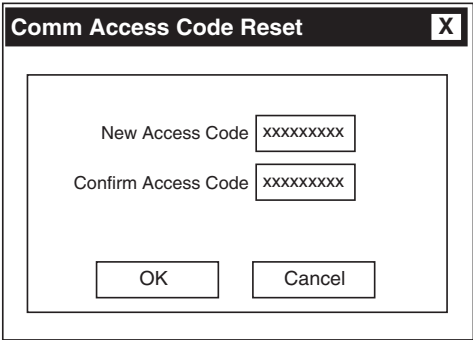 Comm Access Code Reset X
New Access Code xxxxxxxxx
Confirm Access Code xxxxxxxxx
OK Cancel